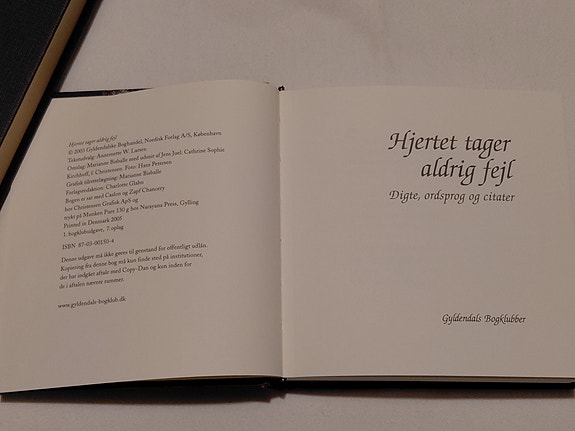 Hjertet tager aldrig fejl
© 2003 Gyldendalske Boghandel, Nordisk Forlag A/S, København
Tekstudvalg: Annemette W. Larsen
Omslag: Marianne Bisballe med udsnit af Jens Juel: Cathrine Sophie
Kirchhoff, f. Christensen. Foto: Hans Petersen
Grafisk tilrettelægning: Marianne Bisballe
Forlagsredaktion: Charlotte Glahn
Bogen er sat med Caslon og Zapf Chancery
hos Christensen Grafisk ApS og
trykt på Munken Pure 130 g hos Narayana Press, Gylling
Printed in Denmark 2005
1. bogklubudgave, 7. oplag
ISBN 87-03-00150-4
Denne udgave må ikke gøres til genstand for offentligt udlån.
Kopiering fra denne bog må kun finde sted på institutioner,
der har indgået aftale med Copy-Dan og kun inden for
de i aftalen nævnte rammer.
www.gyldendals-bogklub.dk
Hjertet tager
aldrig fejl
Digte, ordsprog og citater
Gyldendals Bogklubber